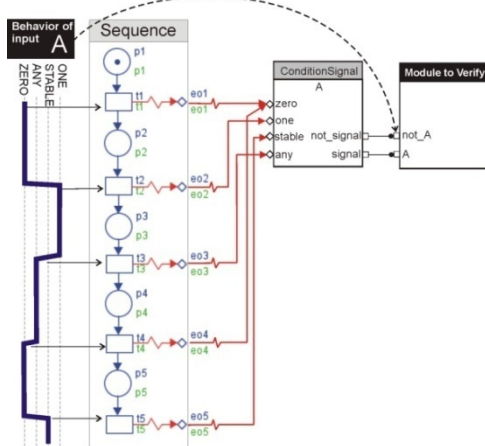 Behavior of
input A
ZERO
ANY
STABLE
ONE
Sequence
p1
p1
t1
t1
eo1
eo1
p2
p2
t2
t2
eo2
eo2
p3
p3
t3
t3
eo3
eo3
p4
p4
t4
t4
eo4
eo4
p5
p5
t5
t5
eo5
eo5
ConditionSignal
A
zero
one
stable
any
not_signal
signal
Module to Verify
not_A
A